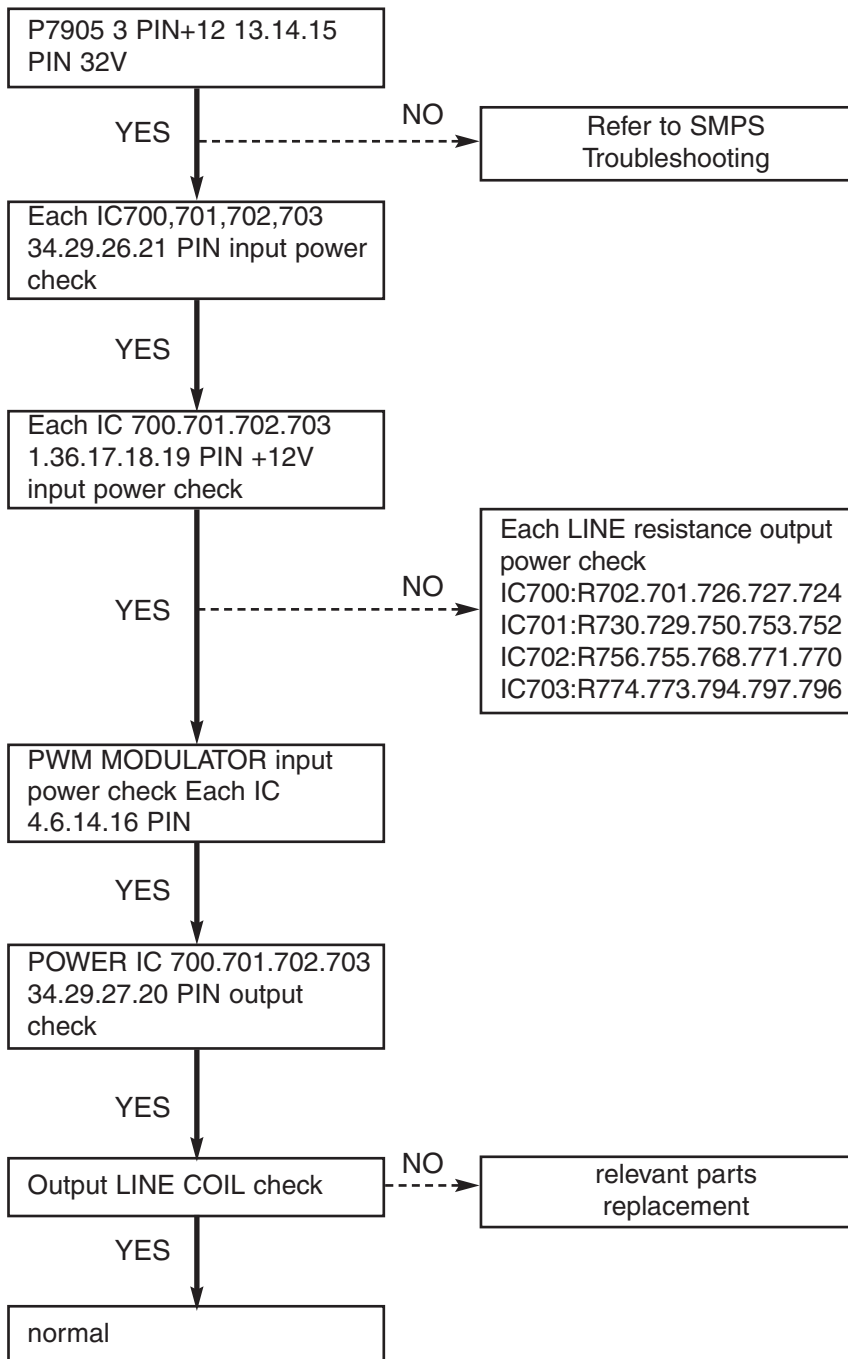 P7905 3 PIN+12 13.14.15
PIN 32V
YES
NO
Refer to SMPS
Troubleshooting
Each IC700,701,702,703
34.29.26.21 PIN input power
check
YES
Each IC 700.701.702.703
1.36.17.18.19 PIN +12V
input power check
YES
NO
Each LINE resistance output
power check
IC700:R702.701.726.727.724
IC701:R730.729.750.753.752
IC702:R756.755.768.771.770
IC703:R774.773.794.797.796
PWM MODULATOR input
power check Each IC
4.6.14.16 PIN
YES
POWER IC 700.701.702.703
34.29.27.20 PIN output
check
YES
Output LINE COIL check
NO
relevant parts
replacement
YES
normal